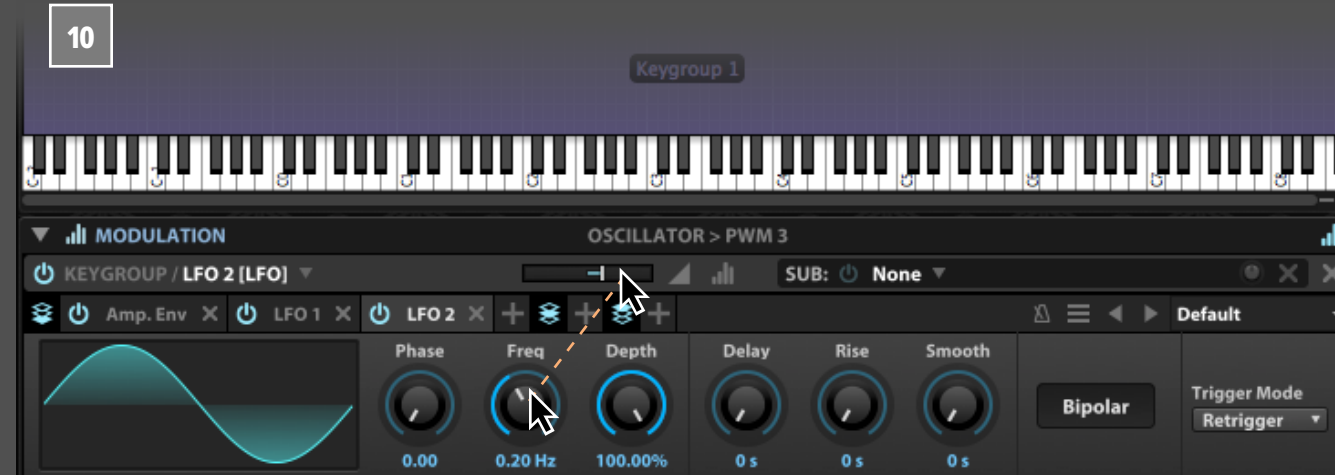 10
Keygroup 1
MODULATION
OSCILLATOR > PWM 3
KEYGROUP / LFO 2 [LFO]
SUB: None
Amp. Env
LFO 1
LFO 2
Default
Phase
Freq
Depth
Delay
Rise
Smooth
Bipolar
Trigger Mode
Retrigger
0.00
0.20 Hz
100.00%
0 s
0 s
0 s